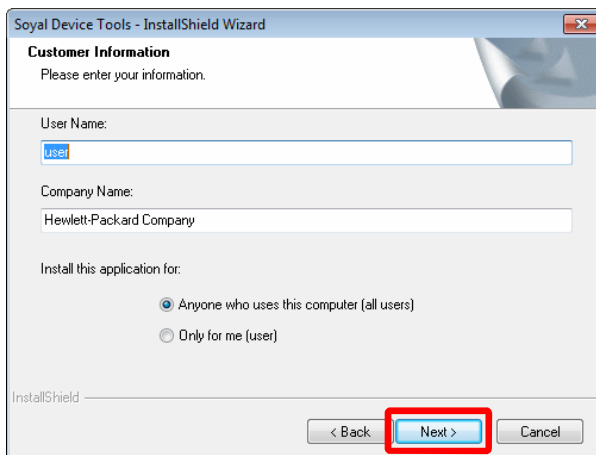 Soyal Device Tools - InstallShield Wizard
Customer Information
Please enter your information.
User Name:
user
Company Name:
Hewlett-Packard Company
Install this application for:
Anyone who uses this computer (all users)
Only for me (user)
InstallShield
< Back Next > Cancel